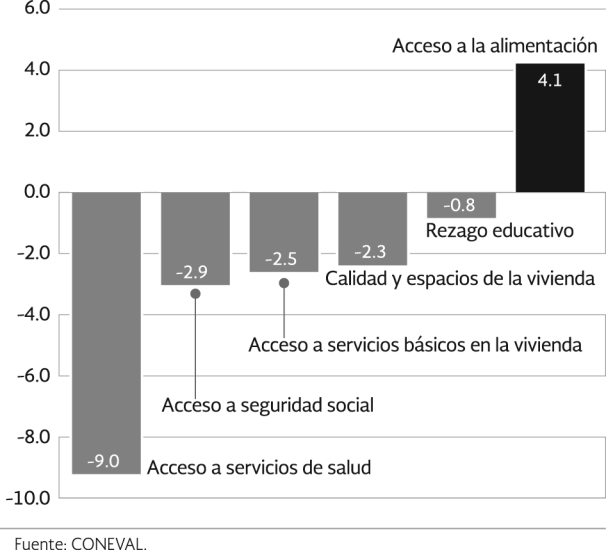 6.0
Acceso a la alimentación
4.0
4.1
2.0
0.0
-0.8
Rezago educativo
-2.0
-2.9
-2.5
-2.3
Calidad y espacios de la vivienda
-4.0
Acceso a servicios básicos en la vivienda
-6.0
Acceso a seguridad social
-8.0
-9.0
Acceso a servicios de salud
-10.0
Fuente: CONEVAL.